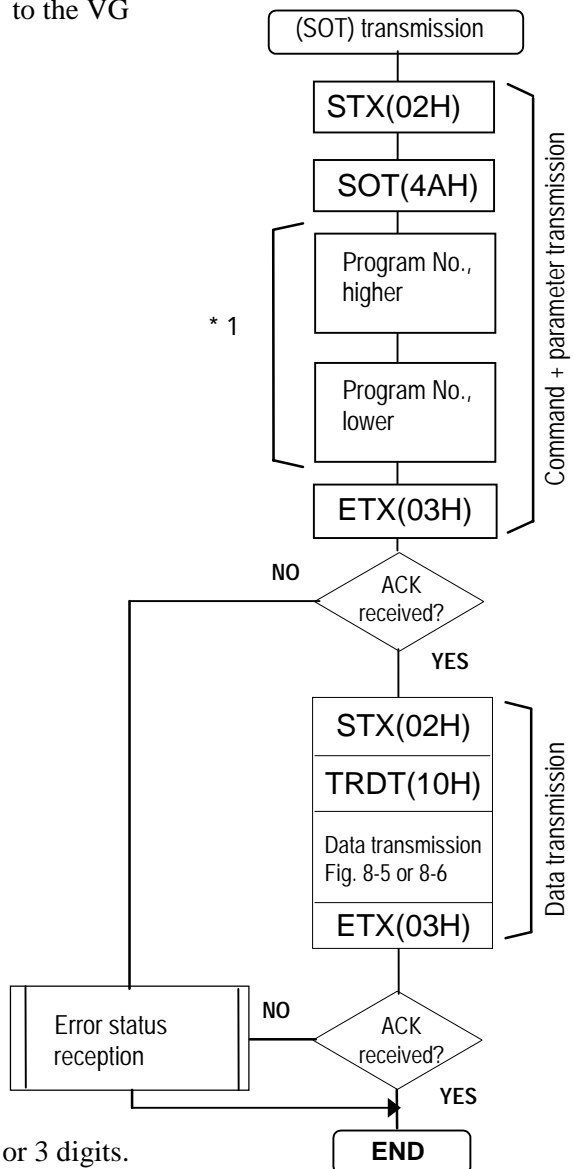 to the VG
(SOT) transmission
STX(02H)
SOT(4AH)
Program No.,
higher
* 1
Program No.,
lower
ETX(03H)
Command + parameter transmission
NO
ACK
received?
YES
STX(02H)
TRDT(10H)
Data transmission
Fig. 8-5 or 8-6
ETX(03H)
Data transmission
Error status
reception
NO
ACK
received?
YES
or 3 digits.
END